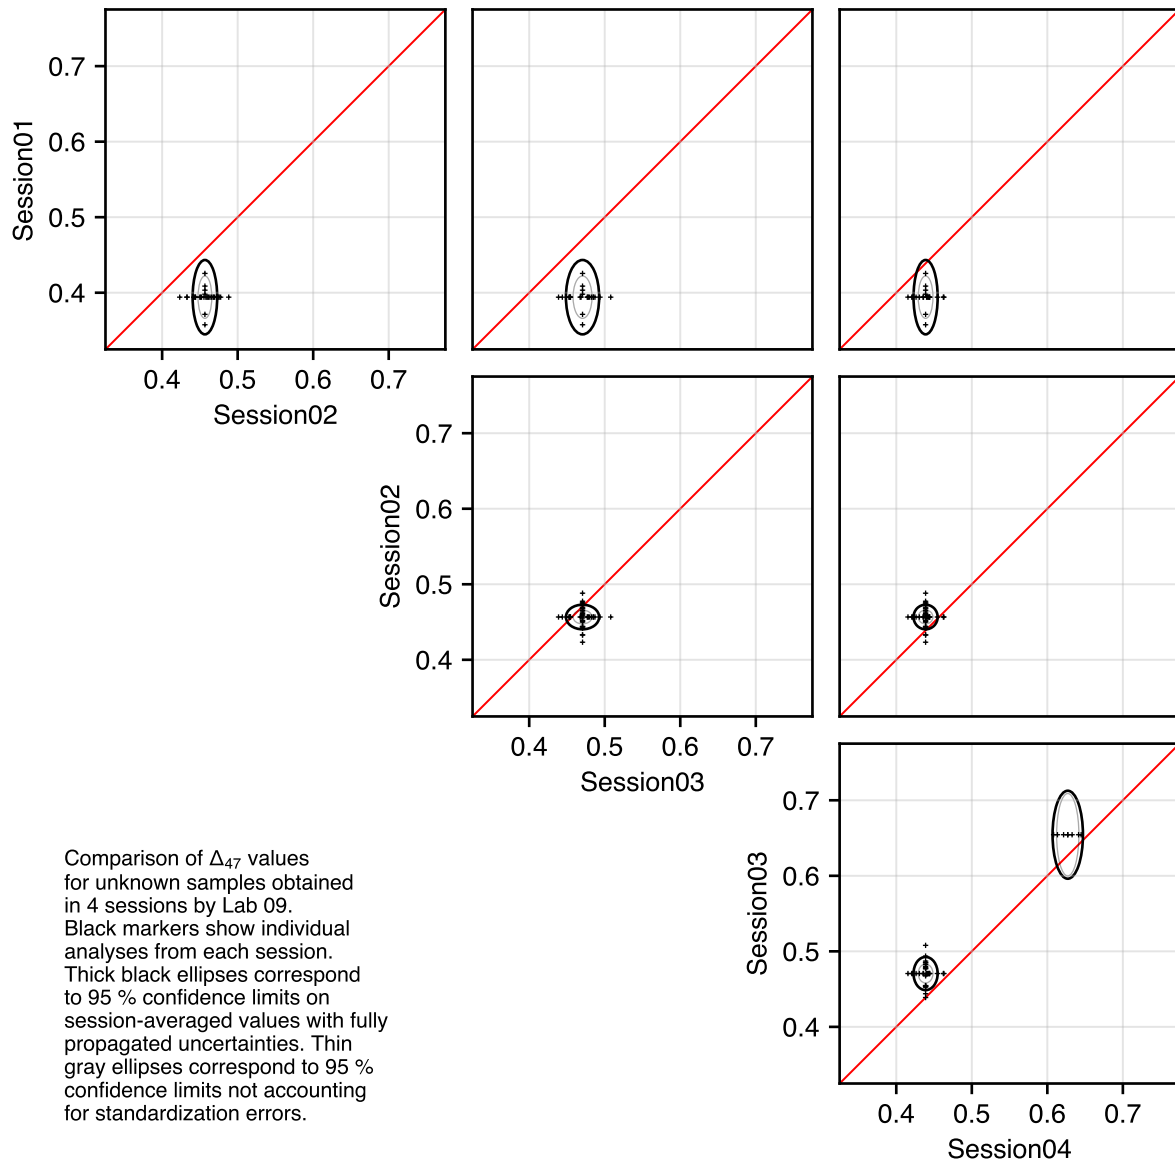 0.7
0.6
0.5
0.4
Session01
0.4 0.5 0.6 0.7
Session02
0.7
0.6
0.5
0.4
Session02
0.4 0.5 0.6 0.7
Session03
0.7
0.6
0.5
0.4
Session03
0.4 0.5 0.6 0.7
Session04
Comparison of Δ₄₇ values
for unknown samples obtained
in 4 sessions by Lab 09.
Black markers show individual
analyses from each session.
Thick black ellipses correspond
to 95 % confidence limits on
session-averaged values with fully
propagated uncertainties. Thin
gray ellipses correspond to 95 %
confidence limits not accounting
for standardization errors.